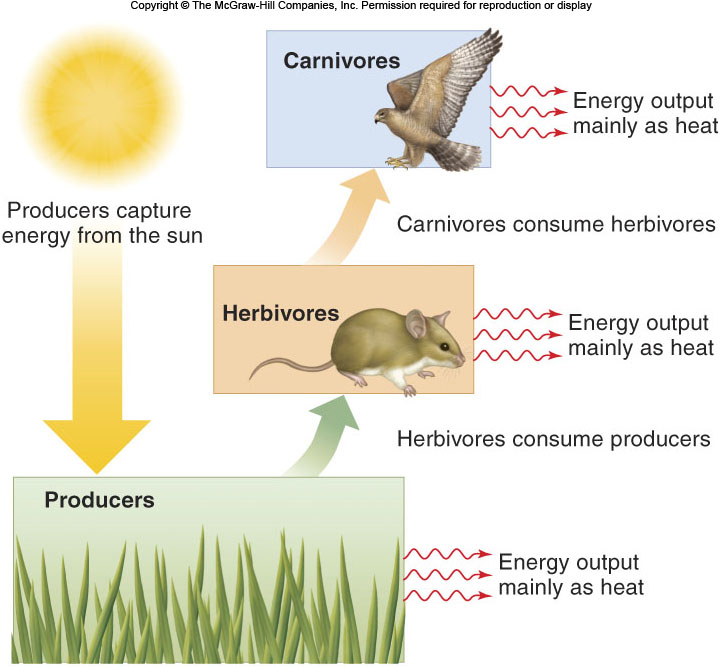 Copyright © The McGraw-Hill Companies, Inc. Permission required for reproduction or display
Carnivores
Energy output
mainly as heat
Producers capture
energy from the sun
Carnivores consume herbivores
Herbivores
Energy output
mainly as heat
Herbivores consume producers
Producers
Energy output
mainly as heat